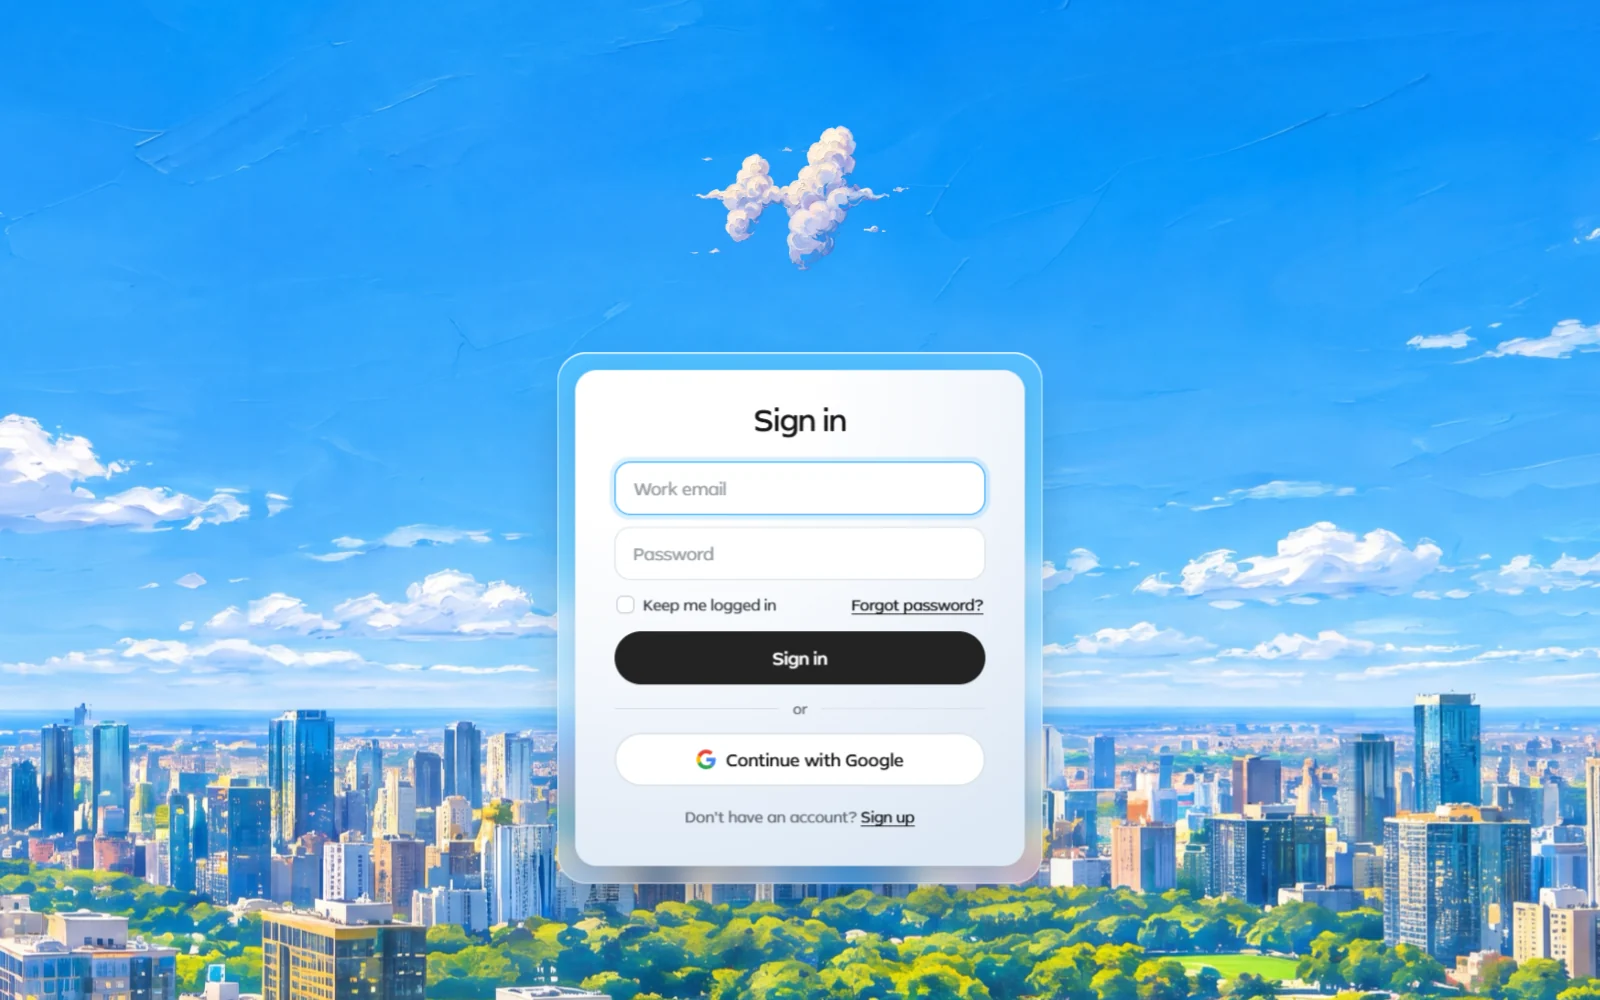 Sign in
Work email
Password
Keep me logged in
Forgot password?
Sign in
or
Continue with Google
Don't have an account? Sign up